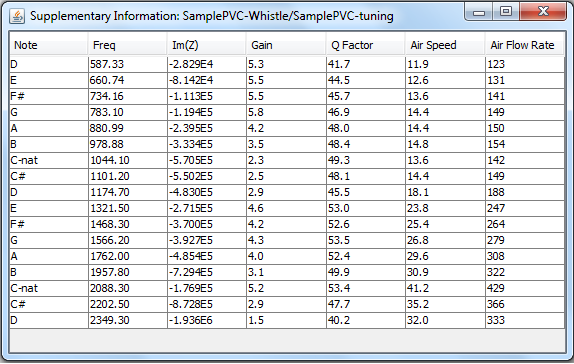 Supplementary Information: SamplePVC-Whistle/SamplePVC-tuning
Note Freq Im(Z) Gain Q Factor Air Speed Air Flow Rate
D 587.33 -2.829E4 5.3 41.7 11.9 123
E 660.74 -8.142E4 5.5 44.5 12.6 131
F# 734.16 -1.113E5 5.5 45.7 13.6 141
G 783.10 -1.194E5 5.8 46.9 14.4 149
A 880.99 -2.395E5 4.2 48.0 14.4 150
B 978.88 -3.334E5 3.5 48.4 14.8 154
C-nat 1044.10 -5.705E5 2.3 49.3 13.6 142
C# 1101.20 -5.502E5 2.5 48.1 14.4 149
D 1174.70 -4.830E5 2.9 45.5 18.1 188
E 1321.50 -2.715E5 4.6 53.0 23.8 247
F# 1468.30 -3.700E5 4.2 52.6 25.4 264
G 1566.20 -3.927E5 4.3 53.5 26.8 279
A 1762.00 -4.854E5 4.0 52.4 29.6 308
B 1957.80 -7.294E5 3.1 49.9 30.9 322
C-nat 2088.30 -1.769E5 5.2 53.4 41.2 429
C# 2202.50 -8.728E5 2.9 47.7 35.2 366
D 2349.30 -1.936E6 1.5 40.2 32.0 333